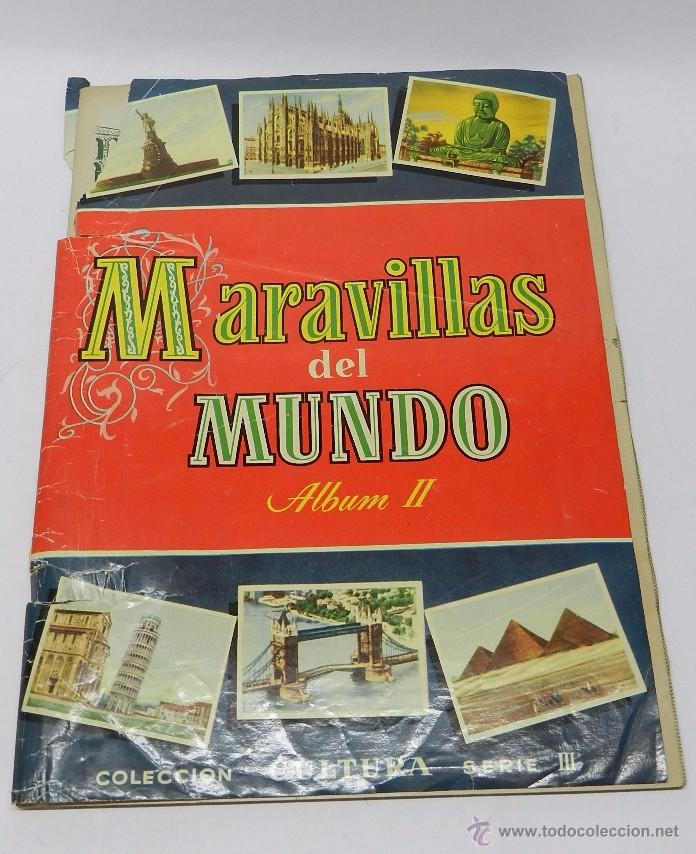 Maravillas
del
MUNDO
Album II
COLECCION CULTURA SERIE III
www.todocoleccion.net